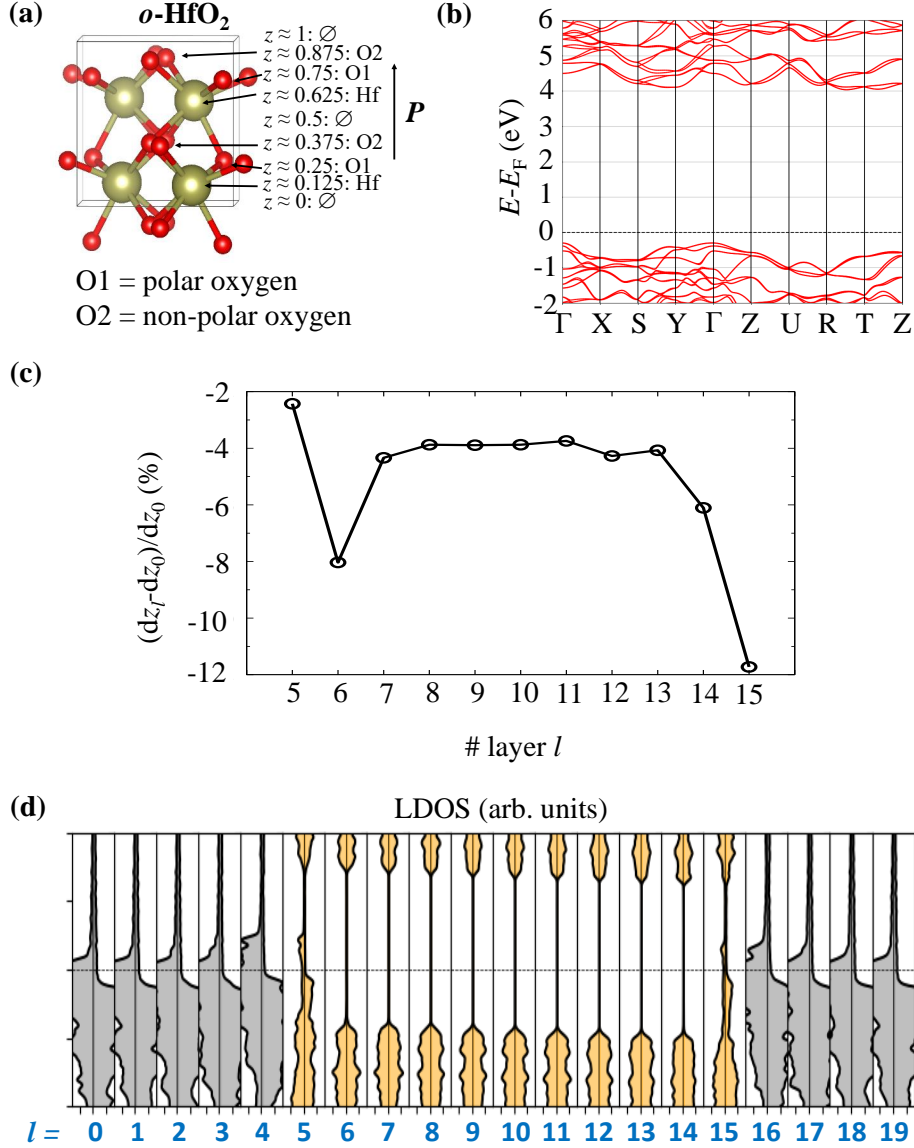 (a)
o-HfO₂
z ≈ 1: ∅
z ≈ 0.875: O2
z ≈ 0.75: O1
z ≈ 0.625: Hf
z ≈ 0.5: ∅
z ≈ 0.375: O2
z ≈ 0.25: O1
z ≈ 0.125: Hf
z ≈ 0: ∅
P
O1 = polar oxygen
O2 = non-polar oxygen
(b)
E-E_F (eV)
6
5
4
3
2
1
0
-1
-2
Γ X S Y Γ Z U R T Z
(c)
(dz_l-dz_0)/dz_0 (%)
-2
-4
-6
-8
-10
-12
5 6 7 8 9 10 11 12 13 14 15
# layer l
(d)
LDOS (arb. units)
l = 0 1 2 3 4 5 6 7 8 9 10 11 12 13 14 15 16 17 18 19